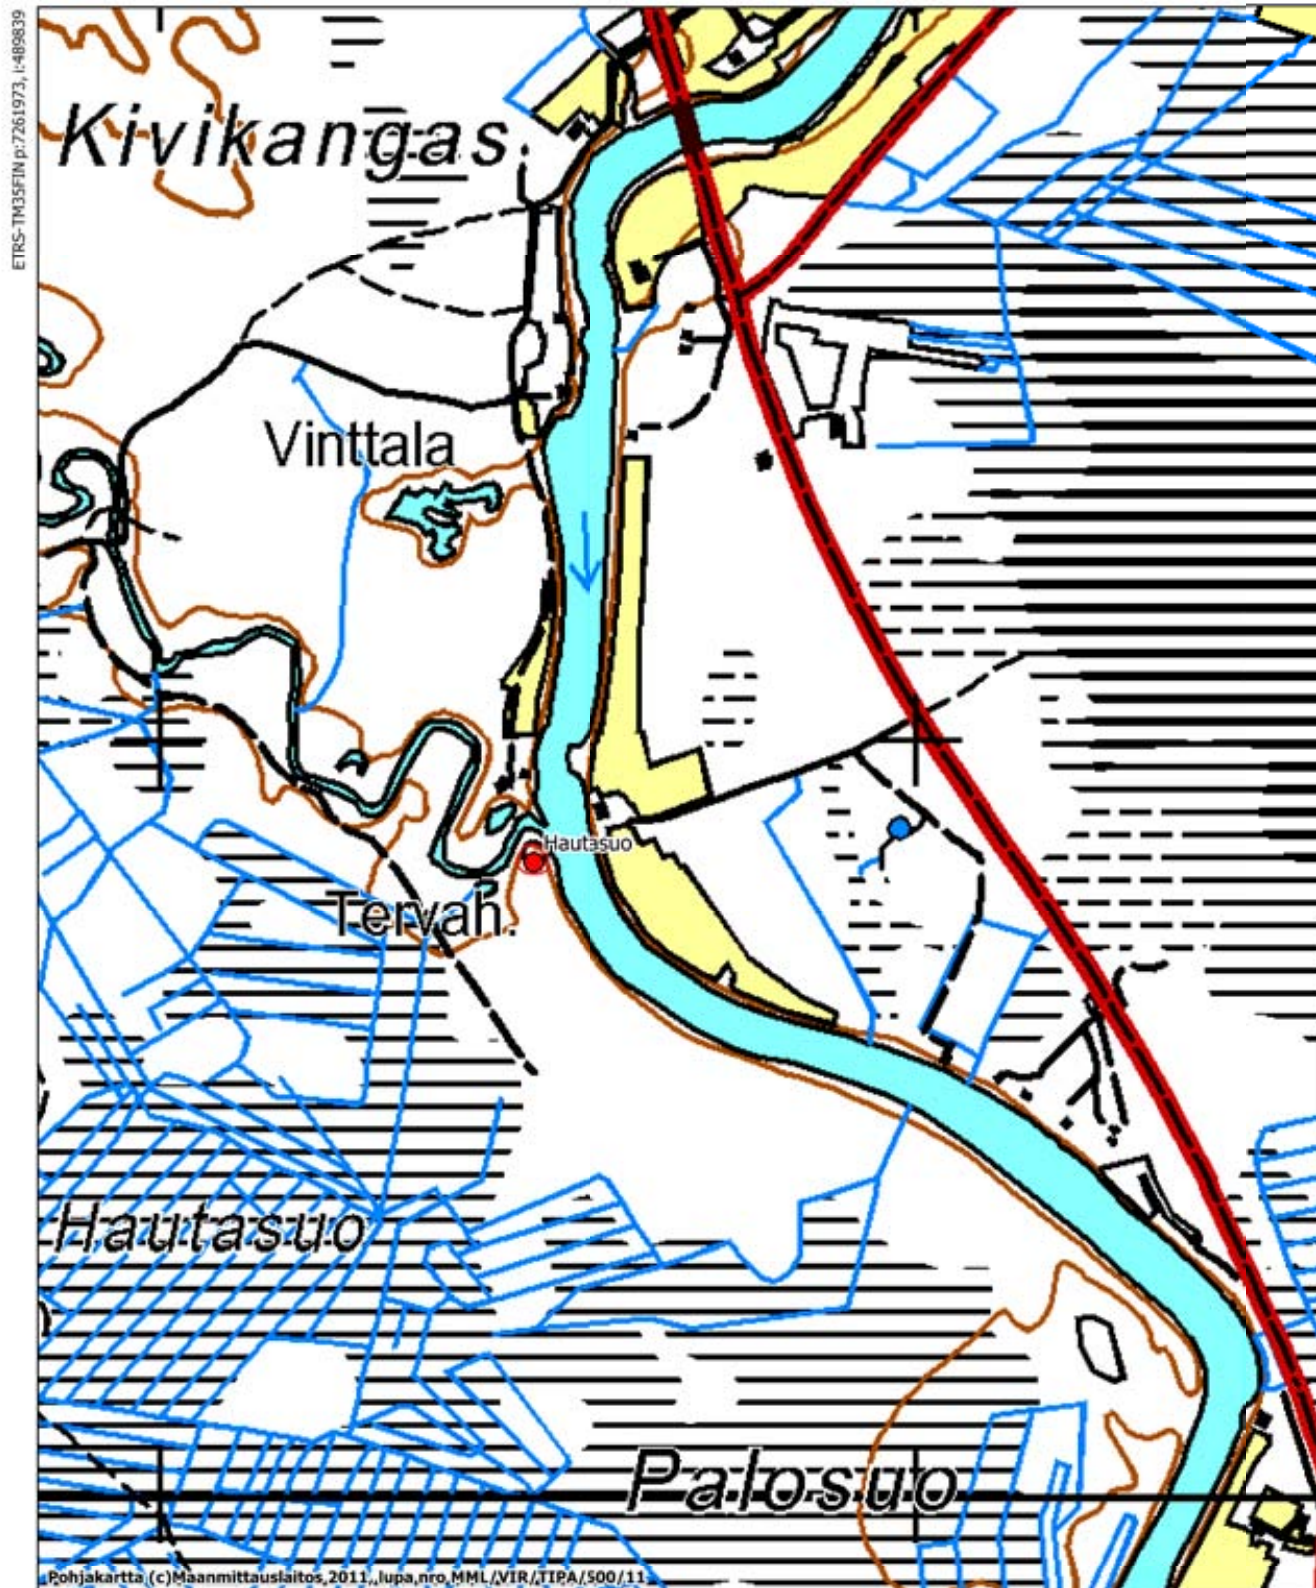 ETRS-TM35FIN p:7261973, i:489839
Kivikangas
Vinttala
Hautasuo
Tervah.
Hautasuo
Palosuo
Pohjakartta (c)Maanmittauslaitos,2011,,lupa,nro,MML/VIR/TIPA/500/11